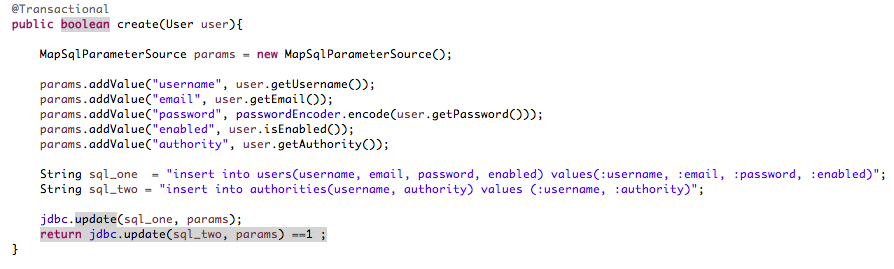 @Transactional
public boolean create(User user){
MapSqlParameterSource params = new MapSqlParameterSource();
params.addValue("username", user.getUsername());
params.addValue("email", user.getEmail());
params.addValue("password", passwordEncoder.encode(user.getPassword()));
params.addValue("enabled", user.isEnabled());
params.addValue("authority", user.getAuthority());
String sql_one  = "insert into users(username, email, password, enabled) values(:username, :email, :password, :enabled)";
String sql_two = "insert into authorities(username, authority) values (:username, :authority)";
jdbc.update(sql_one, params);
return jdbc.update(sql_two, params) ==1 ;
}